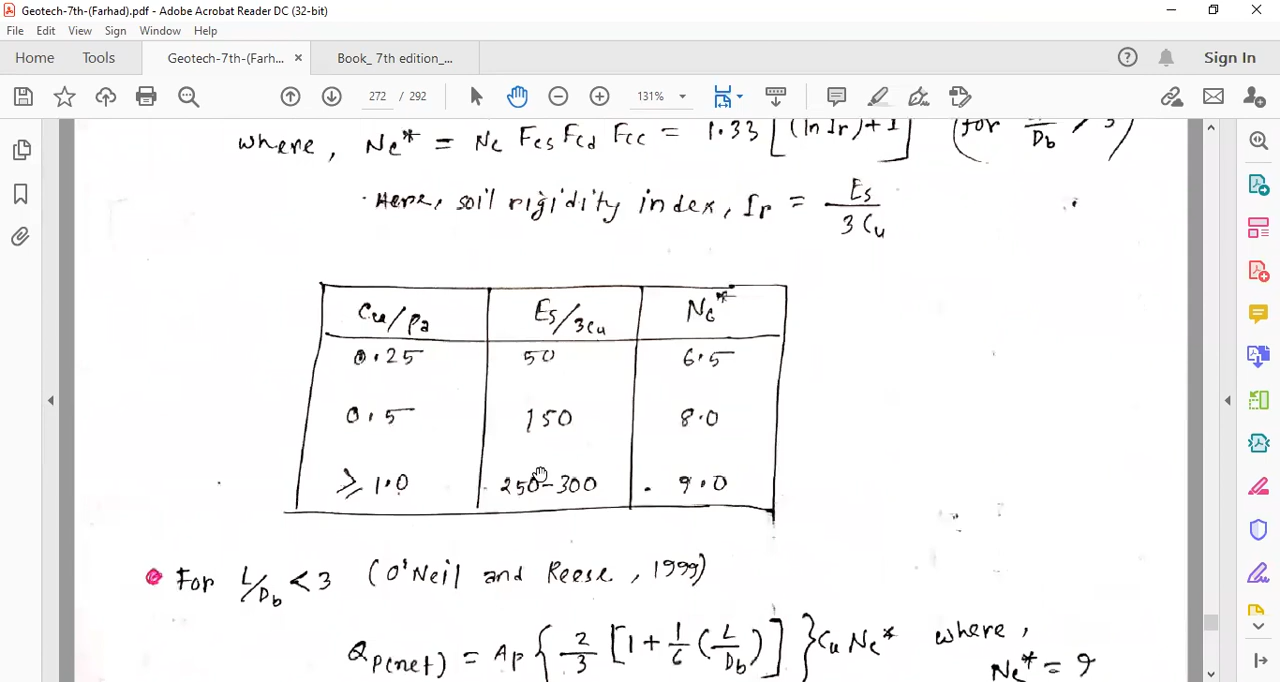 Geotech-7th-(Farhad).pdf - Adobe Acrobat Reader DC (32-bit)
File Edit View Sign Window Help
Home Tools Geotech-7th-(Farh... × Book_ 7th edition_... Sign In
272 / 292 131%
where, Nc* = Nc Fcs Fcd Fcc = 1.33 [(ln Ir) + 1] (for
Db
Here, soil rigidity index, Ir = Es / 3Cu
Cu/Pa Es/3Cu Nc*
0.25 50 6.5
0.5 150 8.0
≥ 1.0 250-300 9.0
For L/Db < 3 (O'Neil and Reese, 1999)
Qp(net) = Ap { 2/3 [1 + 1/6 (L/Db)] } Cu Nc* where,
Nc* = 9